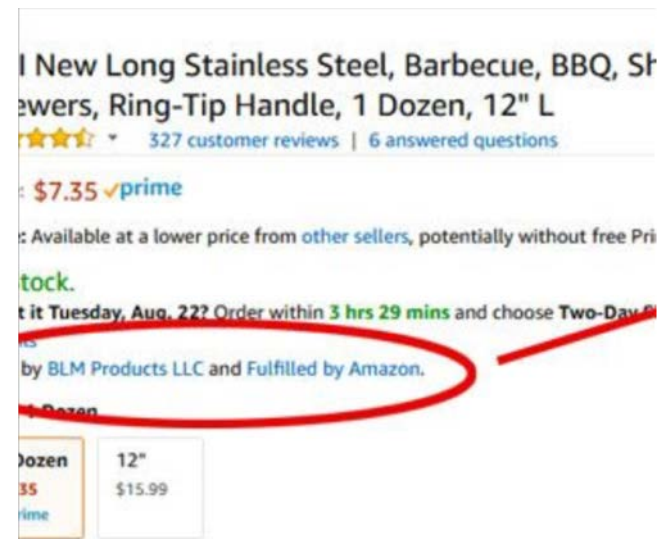 I New Long Stainless Steel, Barbecue, BBQ, Sh
ewers, Ring-Tip Handle, 1 Dozen, 12" L
327 customer reviews | 6 answered questions
: $7.35 prime
: Available at a lower price from other sellers, potentially without free Pri
tock.
t it Tuesday, Aug. 22? Order within 3 hrs 29 mins and choose Two-Day
by BLM Products LLC and Fulfilled by Amazon.
Dozen
Dozen
35
rime
12"
$15.99